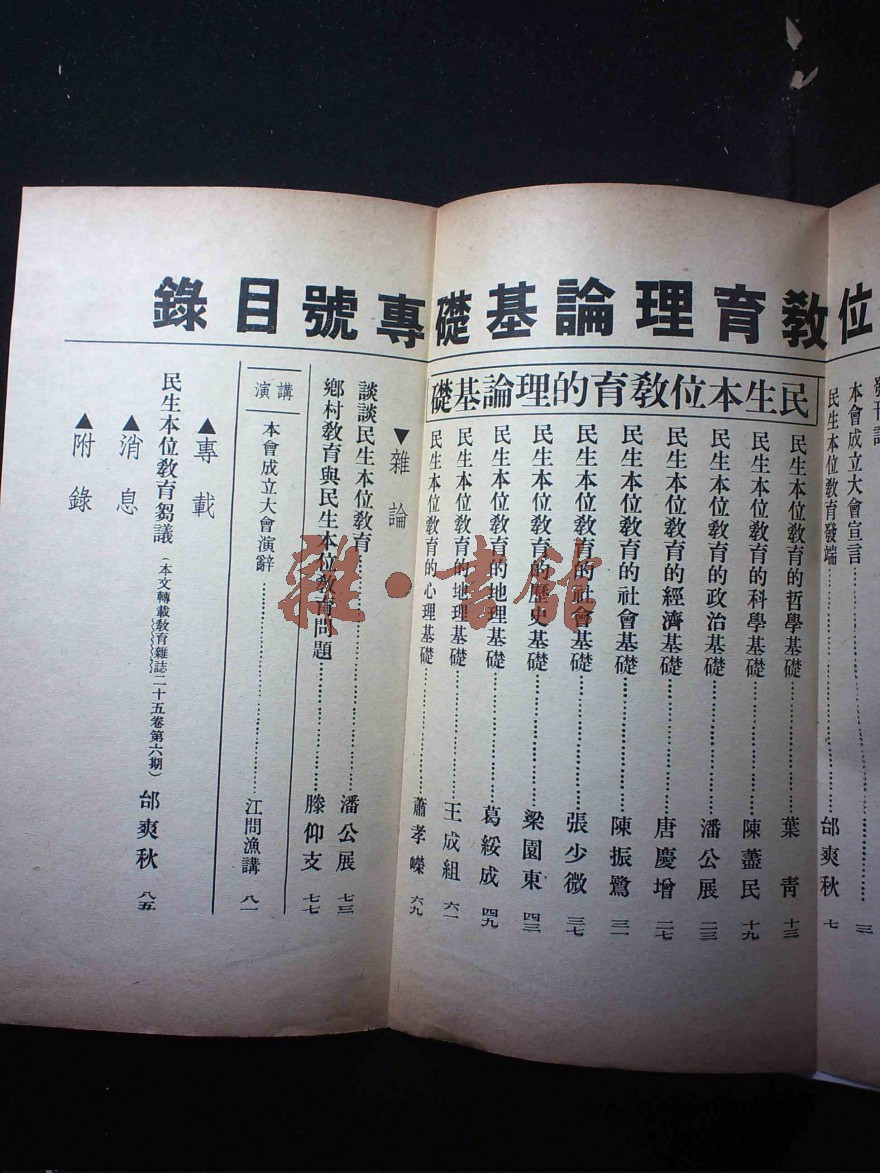 位教育理論基礎專號目錄
發刊詞
本會成立大會宣言………三
民生本位教育發端………邰爽秋 七
民生本位教育的理論基礎
民生本位教育的哲學基礎………葉青 十三
民生本位教育的科學基礎………陳藎民 十九
民生本位教育的政治基礎………潘公展 二三
民生本位教育的經濟基礎………唐慶增 二七
民生本位教育的社會基礎………陳振鷺 三一
民生本位教育的社會基礎………張少微 三七
民生本位教育的歷史基礎………梁園東 四三
民生本位教育的地理基礎………葛綏成 四九
民生本位教育的地理基礎………王成組 六一
民生本位教育的心理基礎………蕭孝嶸 六九
▼雜論
談談民生本位教育………潘公展 七三
鄉村教育與民生本位教育問題………滕仰支 七七
講演
本會成立大會演辭………江問漁講 八一
▲專載
民生本位教育芻議（本文轉載教育雜誌二十五卷第六期）邰爽秋 八五
▲消息
▲附錄
雜·書館